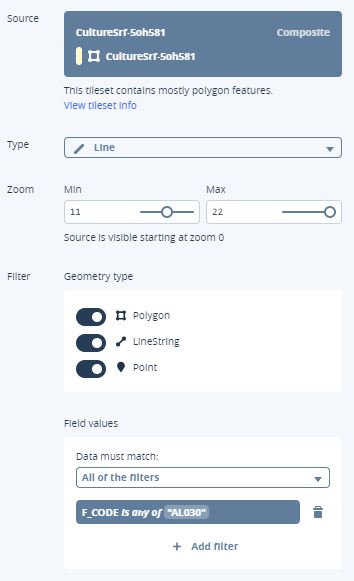 Source
CultureSrf-5oh581 Composite
CultureSrf-5oh581
This tileset contains mostly polygon features.
View tileset info
Type
Line
Zoom
Min Max
11 22
Source is visible starting at zoom 0
Filter
Geometry type
Polygon
LineString
Point
Field values
Data must match:
All of the filters
F_CODE is any of "AL030"
+ Add filter